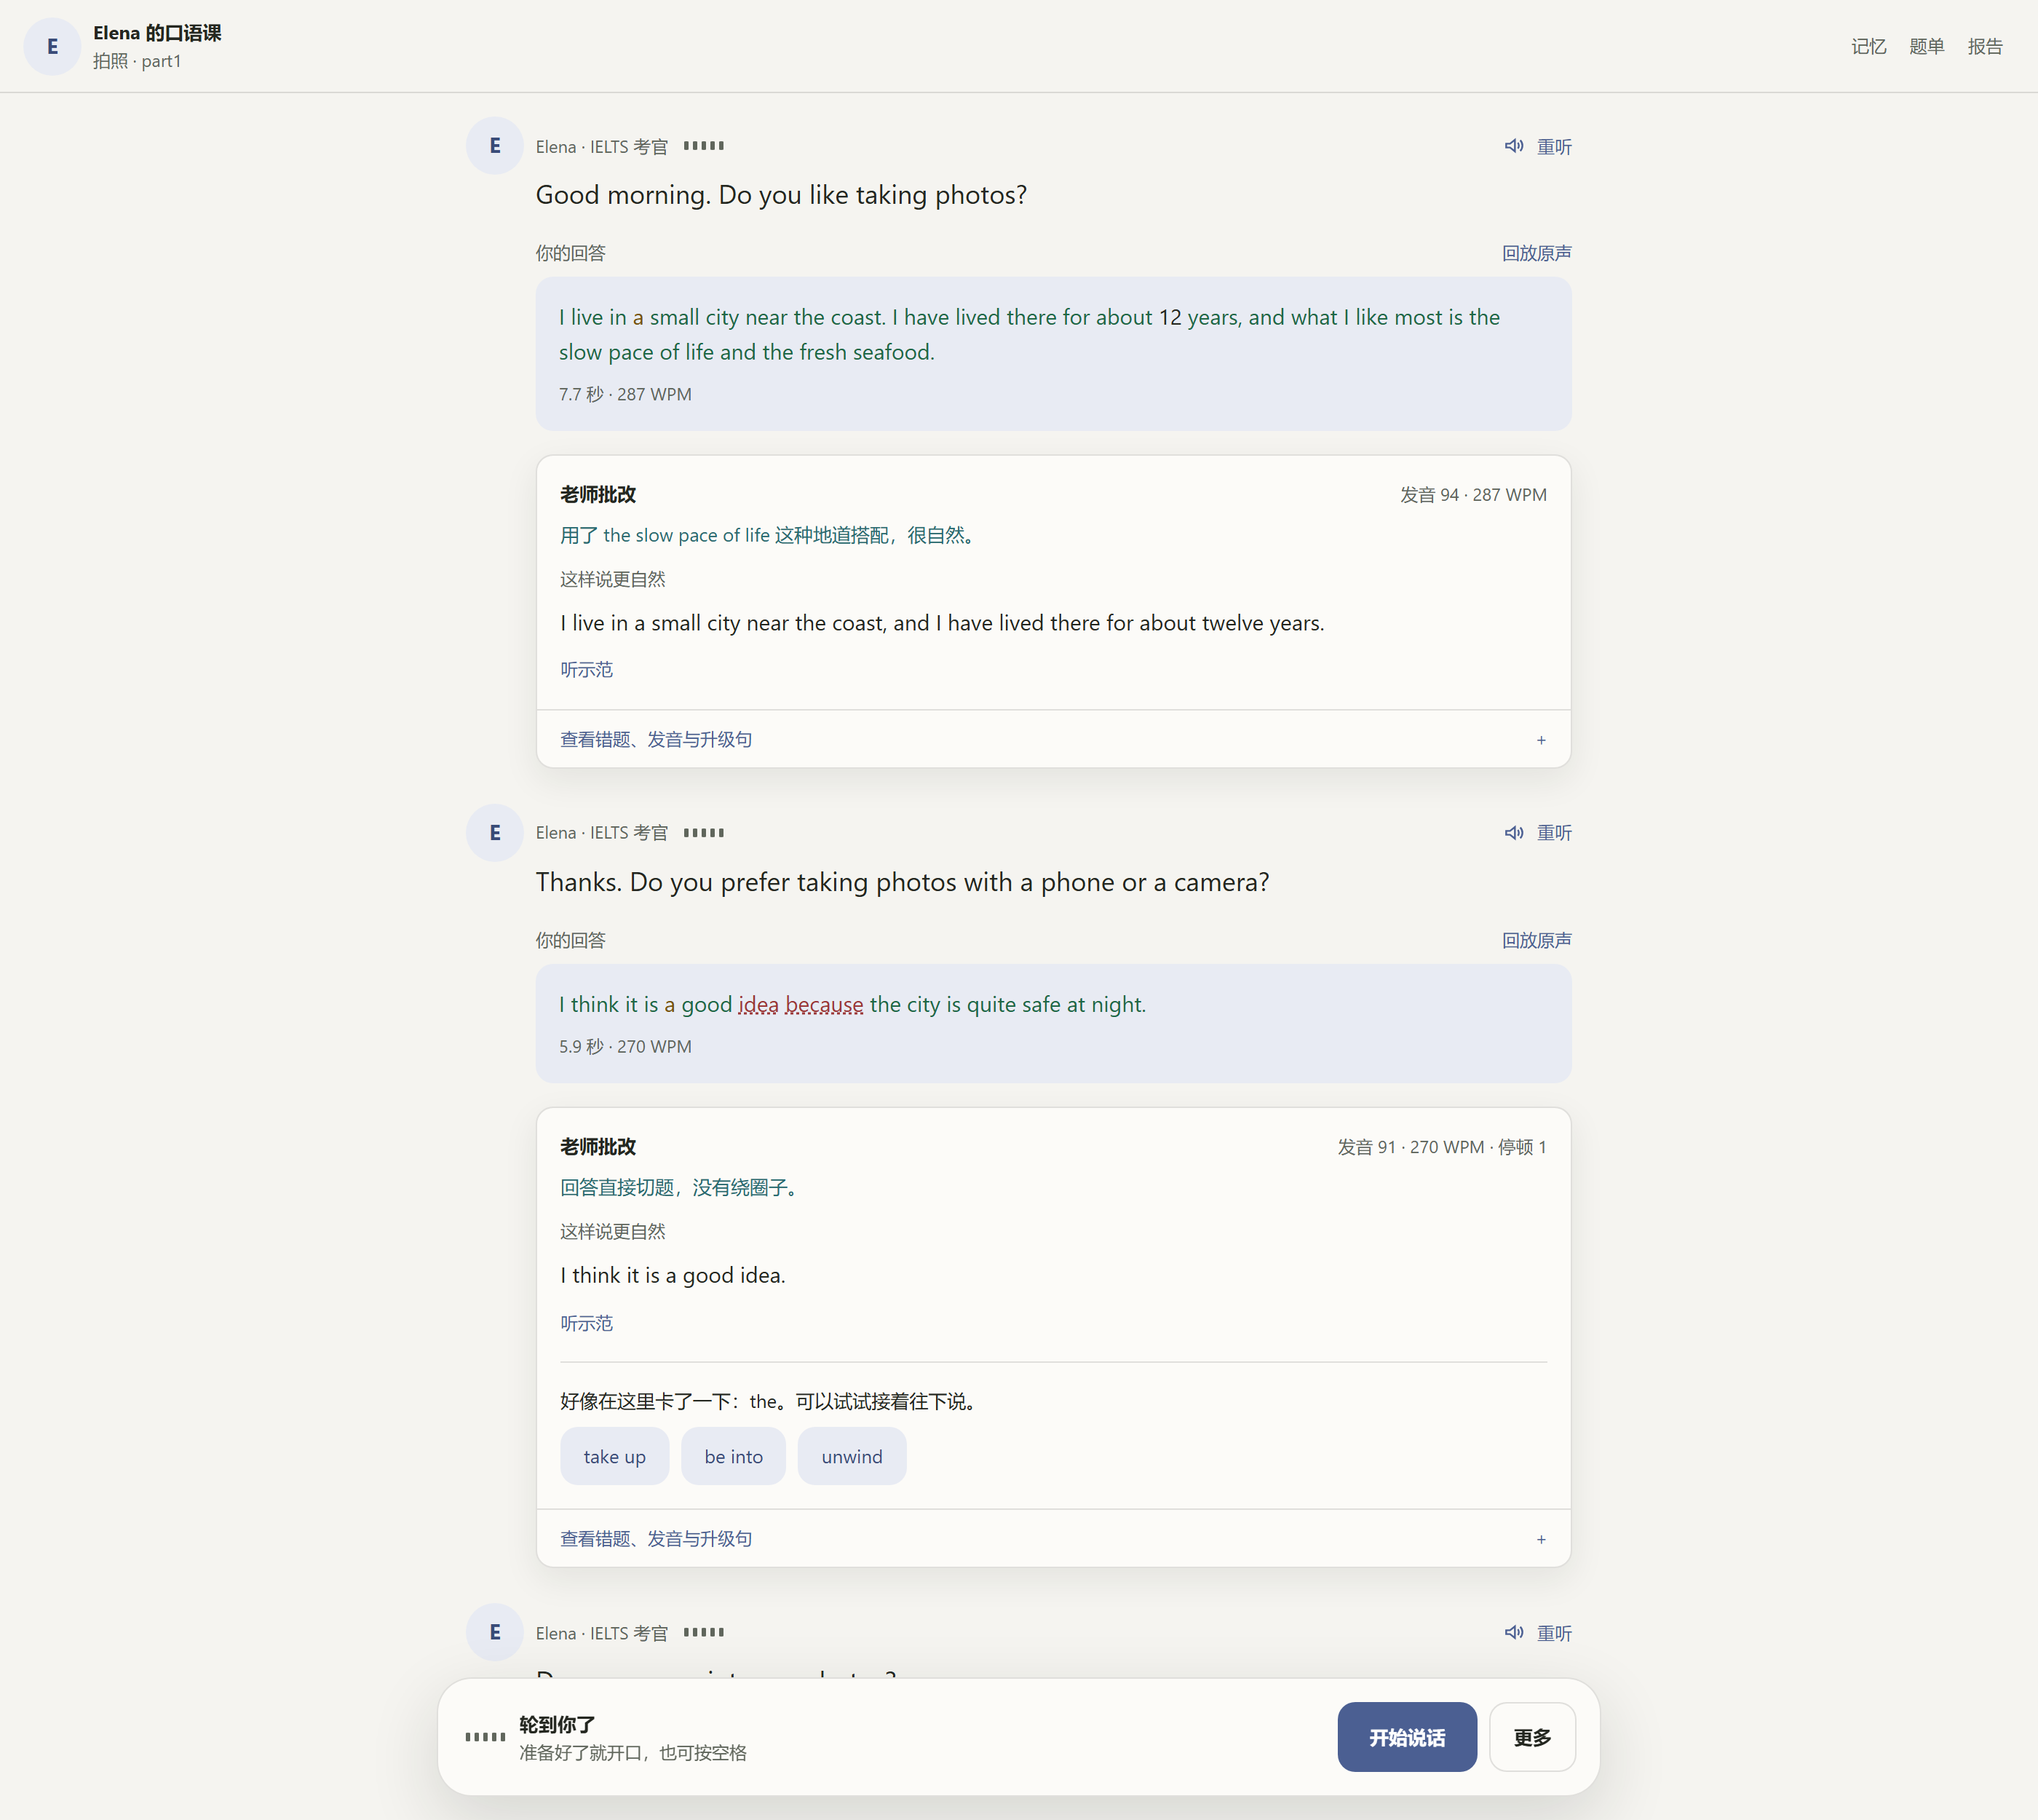 E
Elena 的口语课
拍照 · part1
记忆 题单 报告
E
Elena · IELTS 考官
重听
Good morning. Do you like taking photos?
你的回答
回放原声
I live in a small city near the coast. I have lived there for about 12 years, and what I like most is the
slow pace of life and the fresh seafood.
7.7 秒 · 287 WPM
老师批改
发音 94 · 287 WPM
用了 the slow pace of life 这种地道搭配，很自然。
这样说更自然
I live in a small city near the coast, and I have lived there for about twelve years.
听示范
查看错题、发音与升级句
+
E
Elena · IELTS 考官
重听
Thanks. Do you prefer taking photos with a phone or a camera?
你的回答
回放原声
I think it is a good idea because the city is quite safe at night.
5.9 秒 · 270 WPM
老师批改
发音 91 · 270 WPM · 停顿 1
回答直接切题，没有绕圈子。
这样说更自然
I think it is a good idea.
听示范
好像在这里卡了一下：the。可以试试接着往下说。
take up
be into
unwind
查看错题、发音与升级句
+
E
Elena · IELTS 考官
重听
轮到你了
准备好了就开口，也可按空格
开始说话
更多